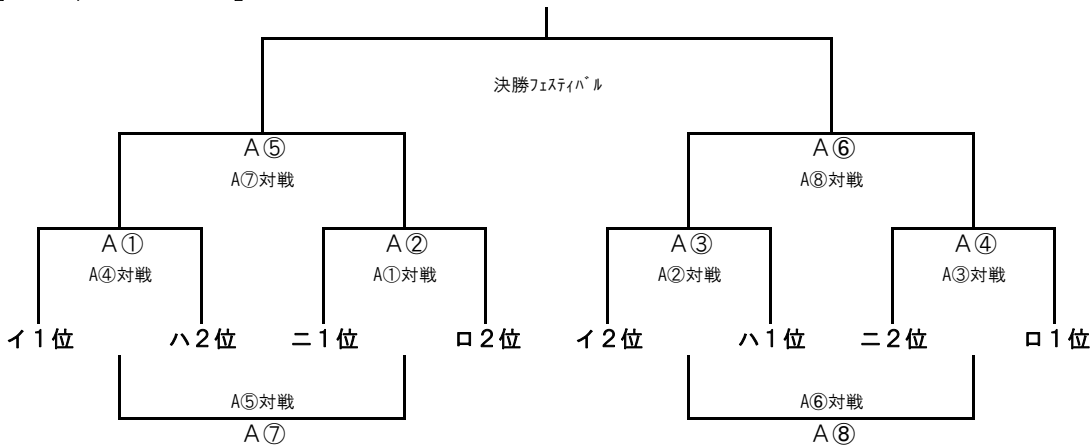 決勝ﾌｪｽﾃｨﾊﾞﾙ
A⑤ A⑥
A⑦対戦 A⑧対戦
A① A② A③ A④
A④対戦 A①対戦 A②対戦 A③対戦
イ1位 ハ2位 ニ1位 ロ2位 イ2位 ハ1位 ニ2位 ロ1位
A⑤対戦 A⑥対戦
A⑦ A⑧